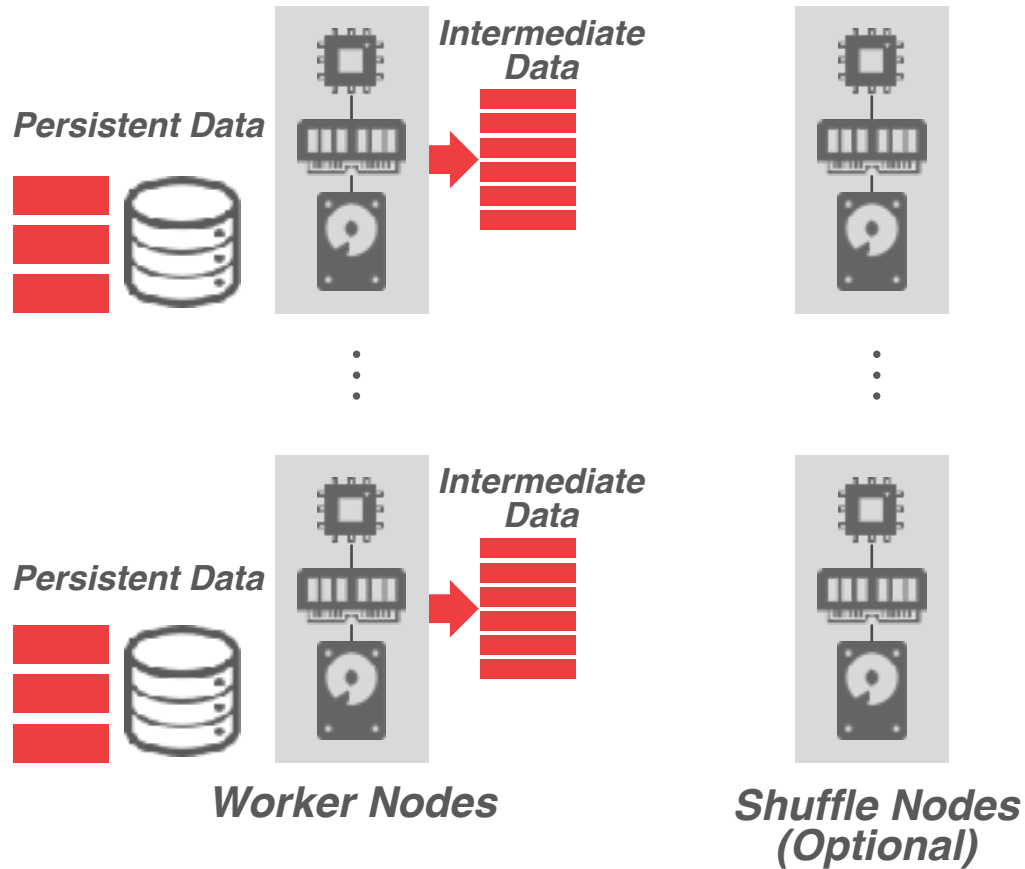 Intermediate
Data
Persistent Data
Intermediate
Data
Persistent Data
Worker Nodes
Shuffle Nodes
(Optional)